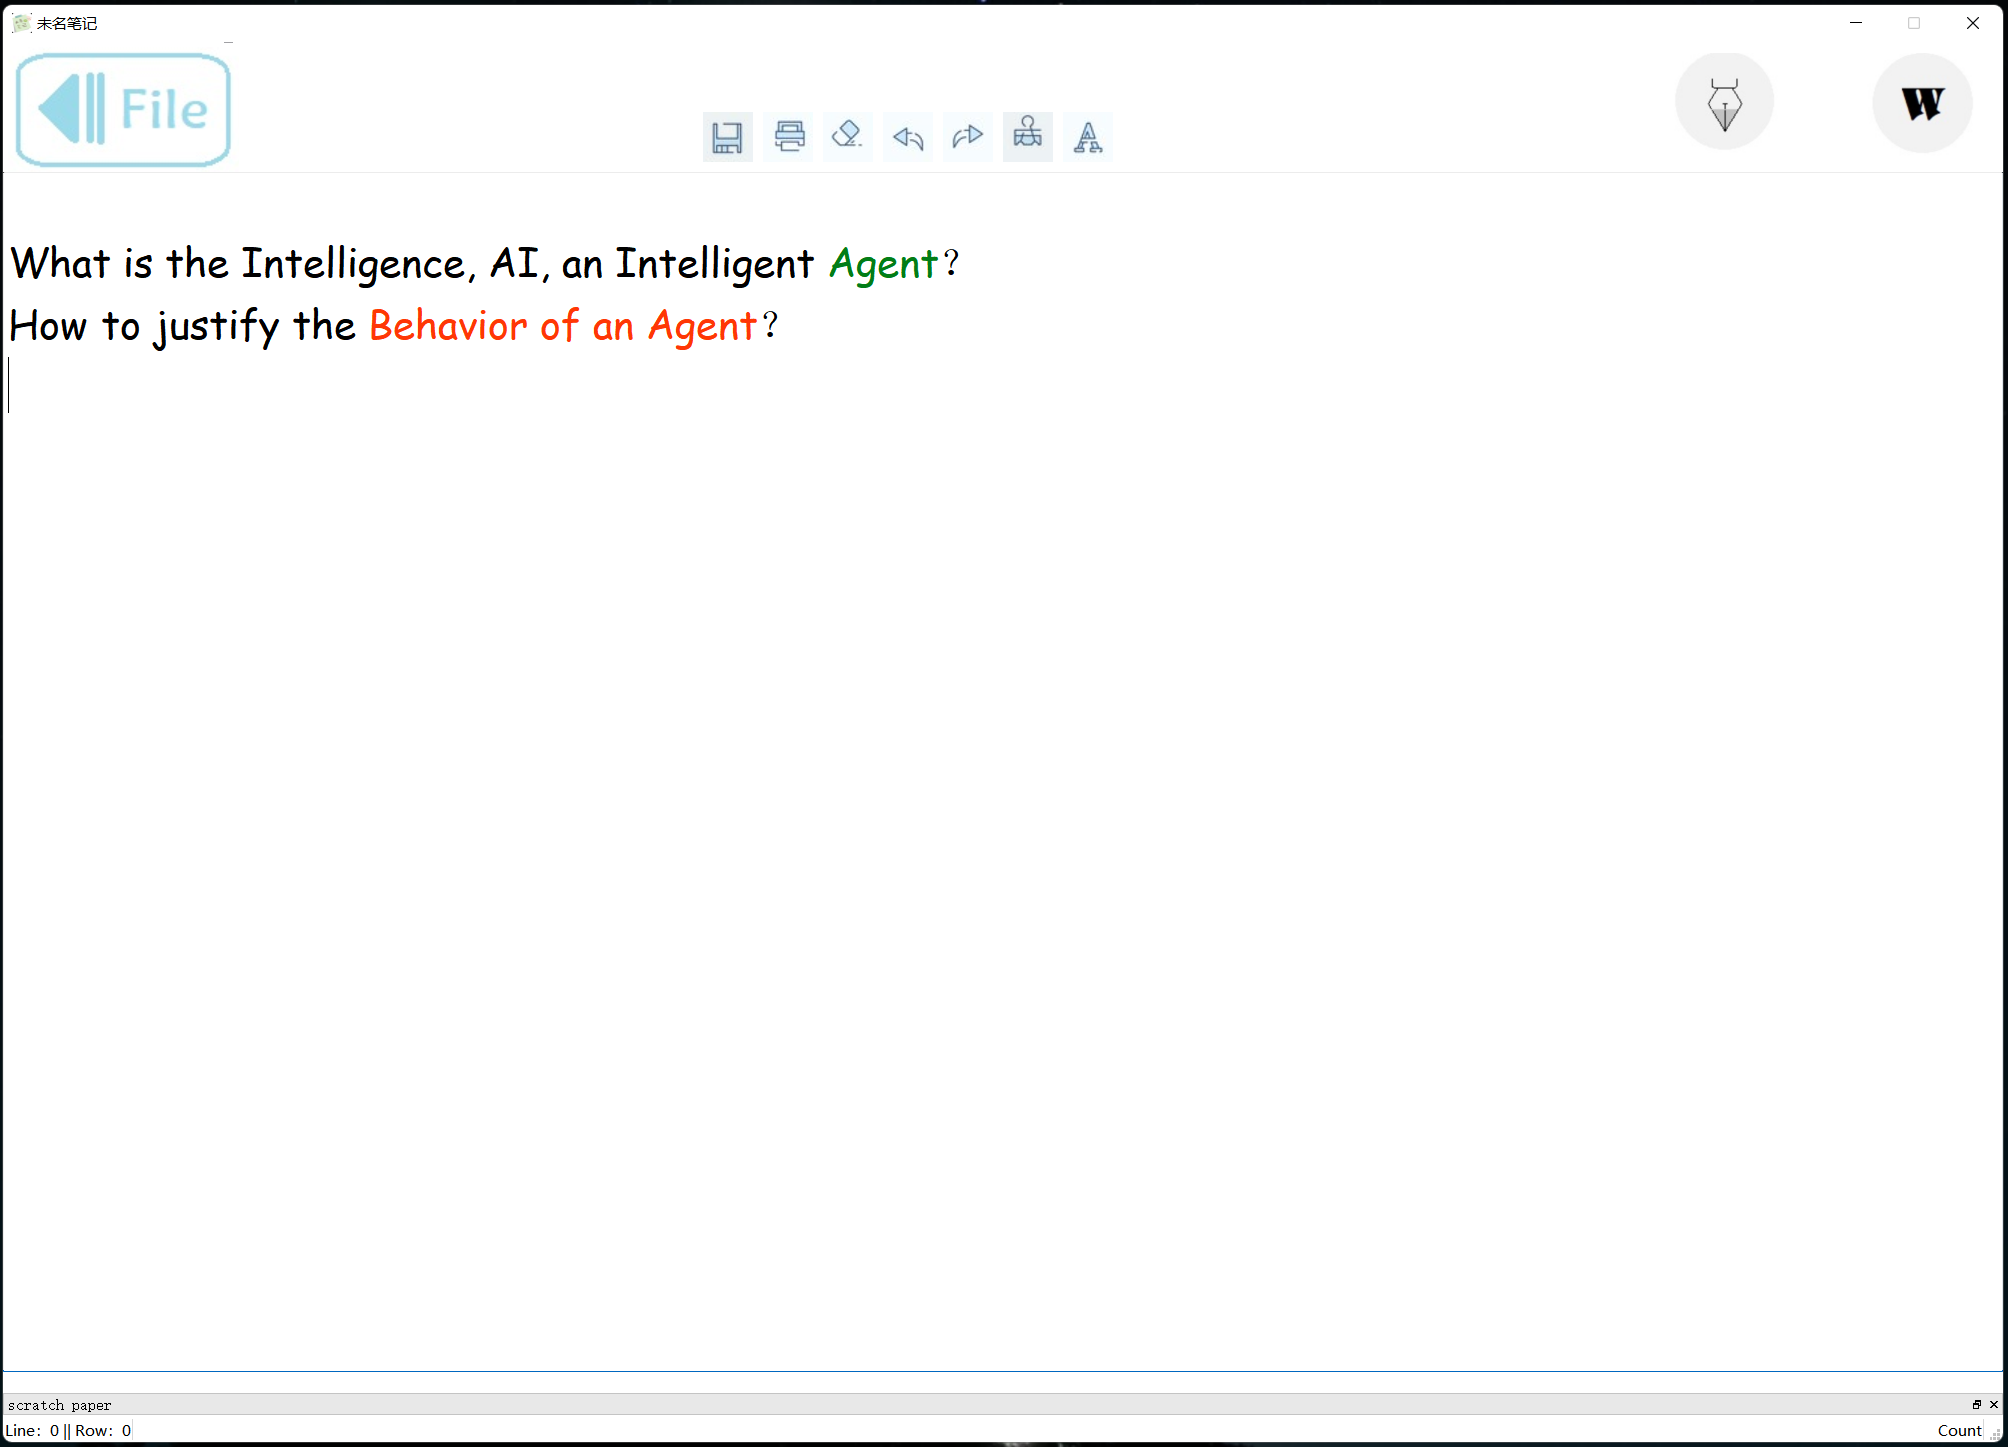 未名笔记
File
W
What is the Intelligence, AI, an Intelligent Agent?
How to justify the Behavior of an Agent?
scratch paper
Line: 0 || Row: 0
Count